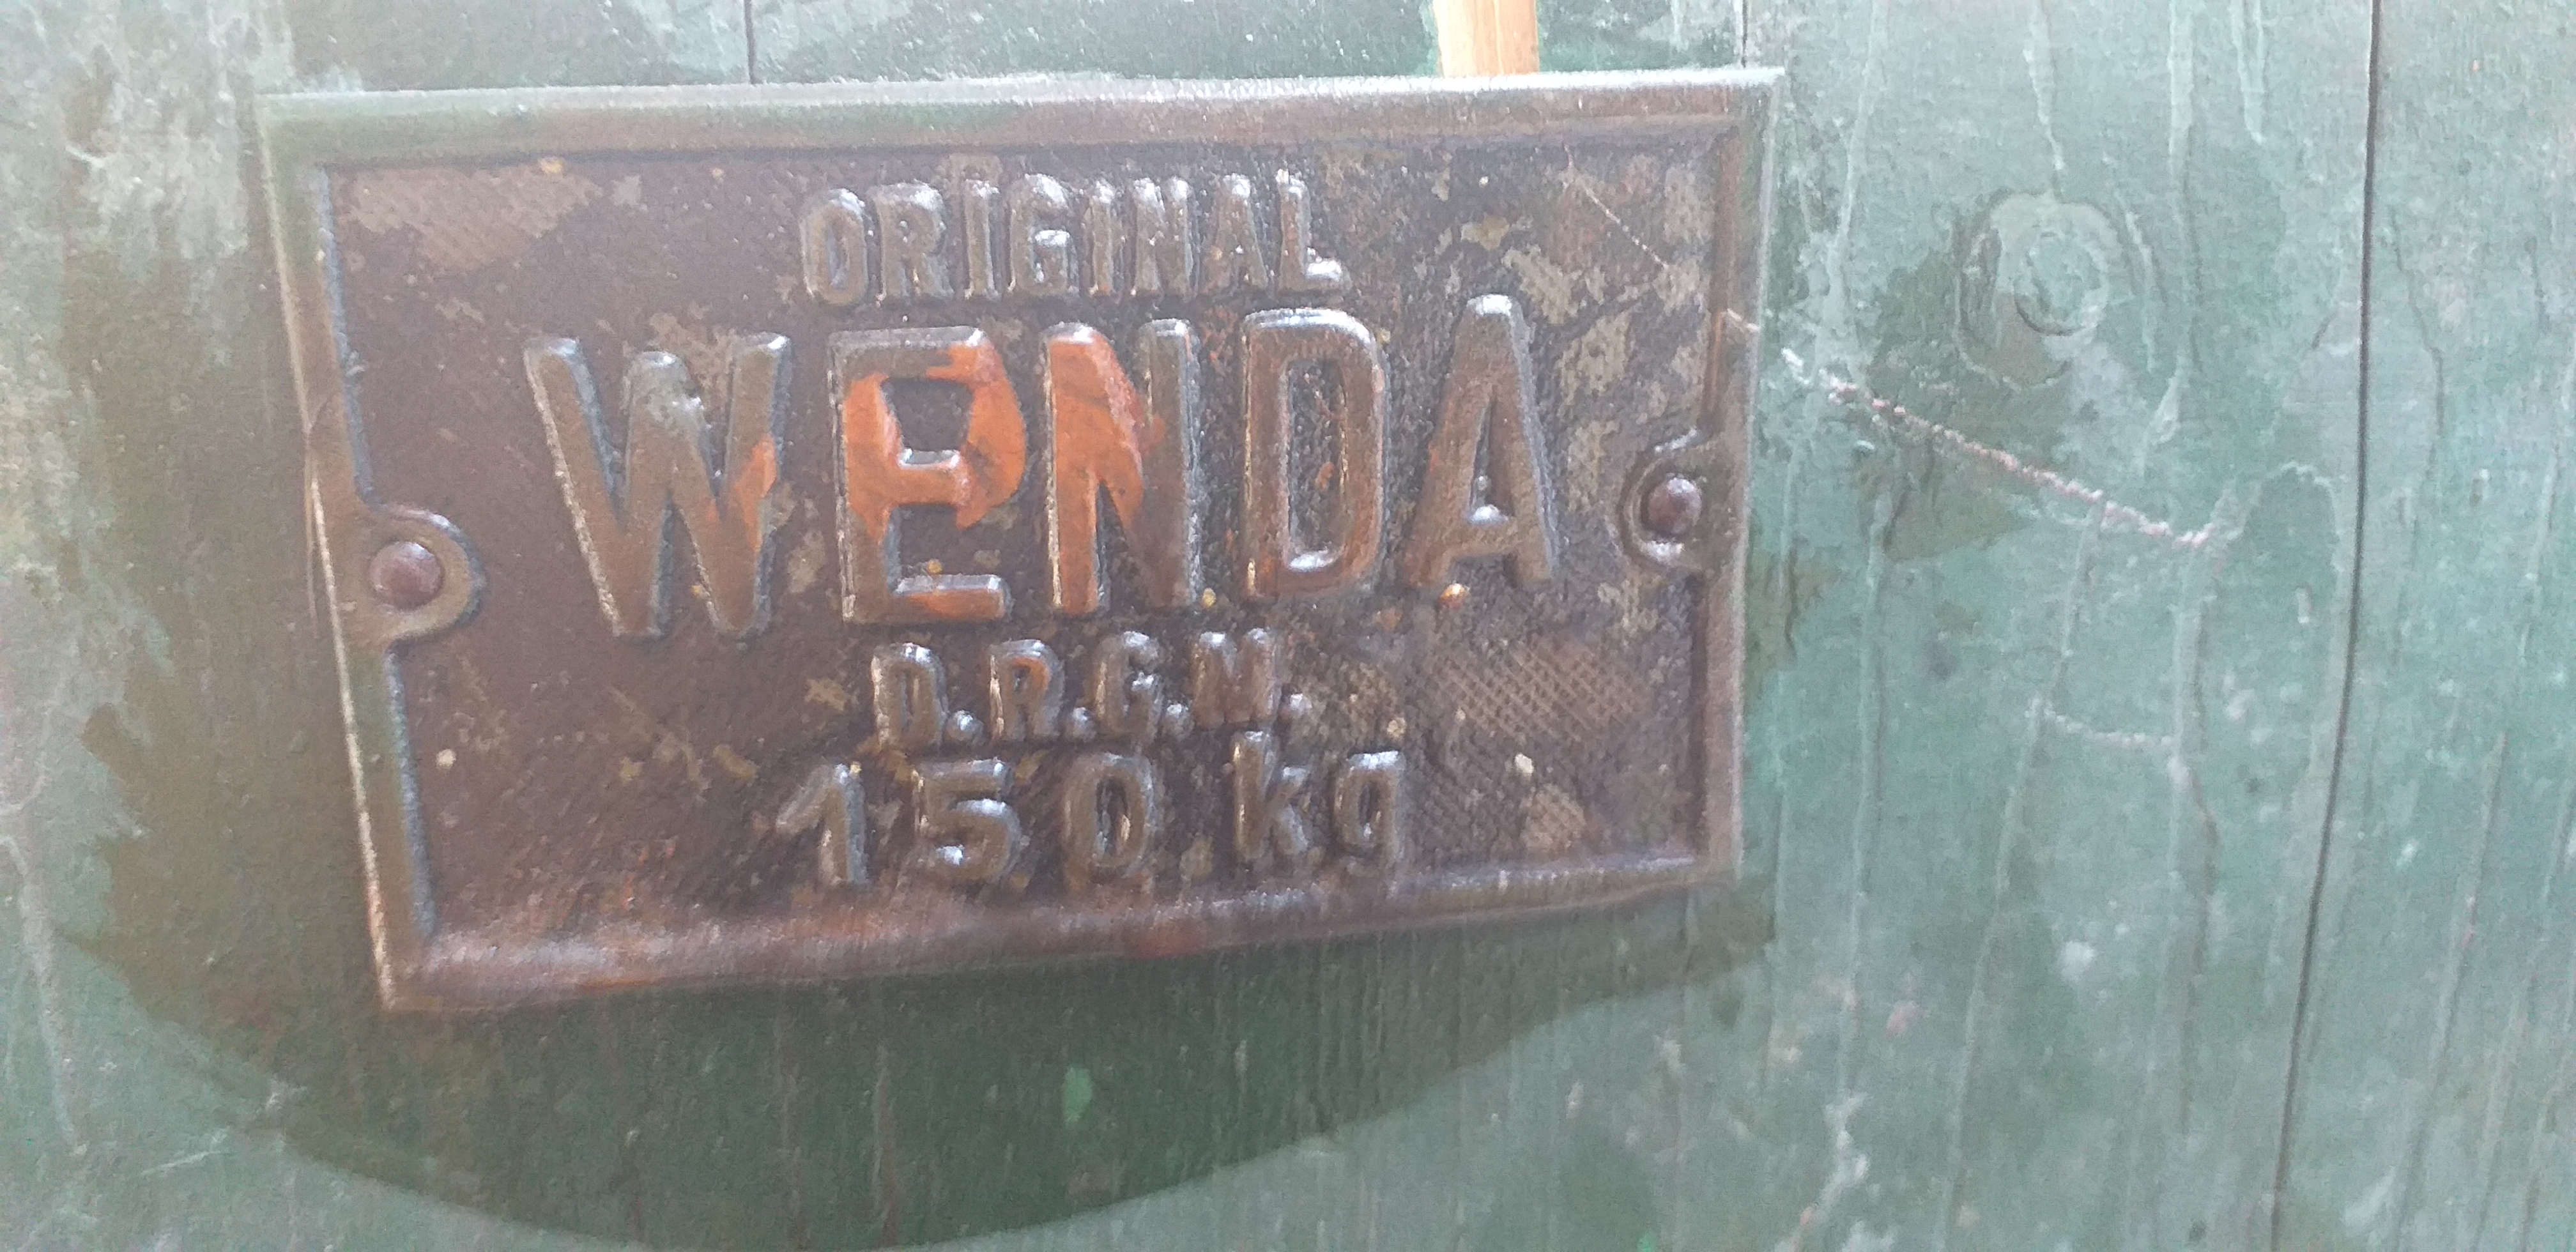 ORIGINAL
WENDA
D.R.G.M.
150 kg